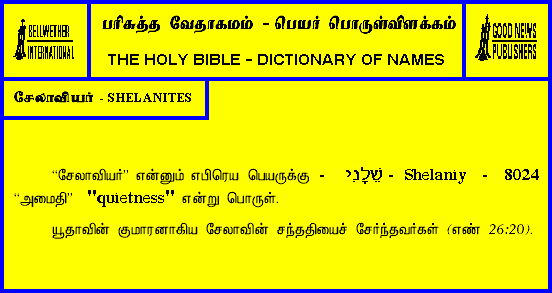 BELLWETHER
INTERNATIONAL
பரிசுத்த வேதாகமம் - பெயர் பொருள்விளக்கம்
THE HOLY BIBLE - DICTIONARY OF NAMES
GOOD NEWS
PUBLISHERS
சேலாவியர் - SHELANITES
“சேலாவியர்” என்னும் எபிரெய பெயருக்கு - שֵׁלָנִי - Shelaniy - 8024
“அமைதி” "quietness" என்று பொருள்.
யூதாவின் குமாரனாகிய சேலாவின் சந்ததியைச் சேர்ந்தவர்கள் (எண் 26:20).